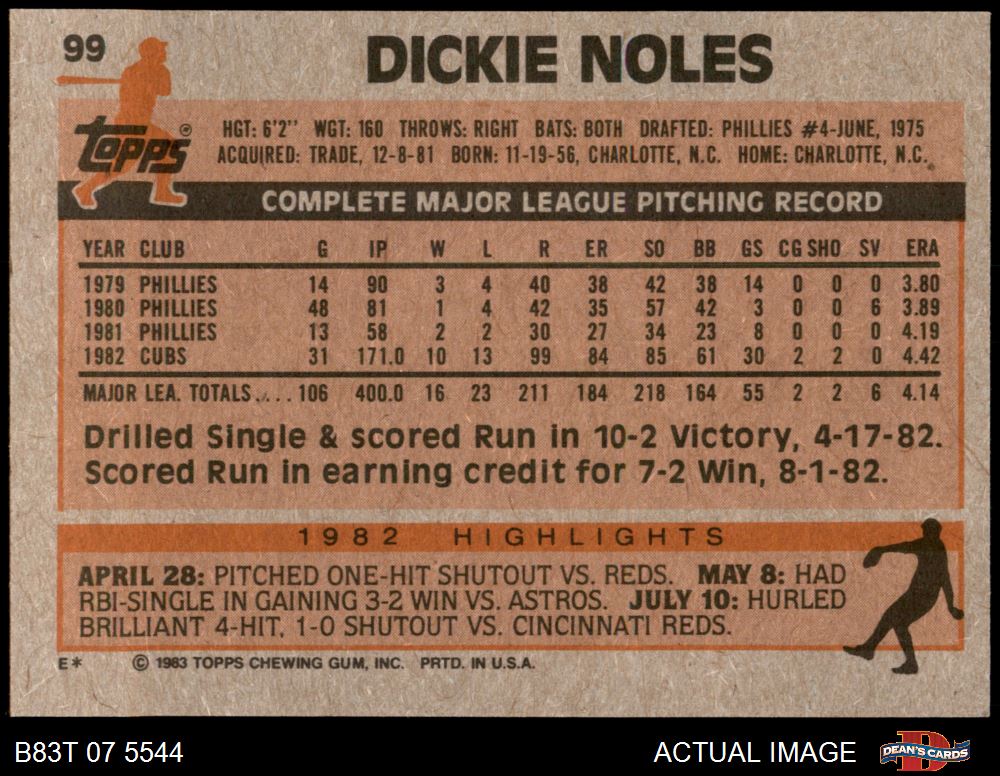 99
DICKIE NOLES
Topps ®
HGT: 6'2'' WGT: 160 THROWS: RIGHT BATS: BOTH DRAFTED: PHILLIES #4-JUNE, 1975
ACQUIRED: TRADE, 12-8-81 BORN: 11-19-56, CHARLOTTE, N.C. HOME: CHARLOTTE, N.C.
COMPLETE MAJOR LEAGUE PITCHING RECORD
YEAR CLUB G IP W L R ER SO BB GS CG SHO SV ERA
1979 PHILLIES 14 90 3 4 40 38 42 38 14 0 0 0 3.80
1980 PHILLIES 48 81 1 4 42 35 57 42 3 0 0 6 3.89
1981 PHILLIES 13 58 2 2 30 27 34 23 8 0 0 0 4.19
1982 CUBS 31 171.0 10 13 99 84 85 61 30 2 2 0 4.42
MAJOR LEA. TOTALS.... 106 400.0 16 23 211 184 218 164 55 2 2 6 4.14
Drilled Single & scored Run in 10-2 Victory, 4-17-82.
Scored Run in earning credit for 7-2 Win, 8-1-82.
1982 HIGHLIGHTS
APRIL 28: PITCHED ONE-HIT SHUTOUT VS. REDS. MAY 8: HAD
RBI-SINGLE IN GAINING 3-2 WIN VS. ASTROS. JULY 10: HURLED
BRILLIANT 4-HIT, 1-0 SHUTOUT VS. CINCINNATI REDS.
E* © 1983 TOPPS CHEWING GUM, INC. PRTD. IN U.S.A.
B83T 07 5544 ACTUAL IMAGE D DEAN'S CARDS